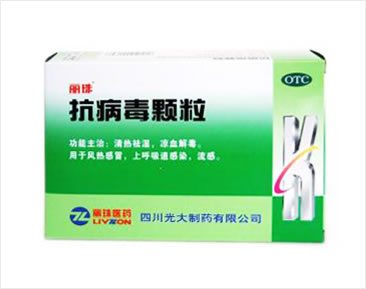 丽珠
抗病毒颗粒
OTC
功能主治:清热祛湿,凉血解毒。
用于风热感冒,上呼吸道感染,流感。
丽珠医药
LIVZON
四川光大制药有限公司